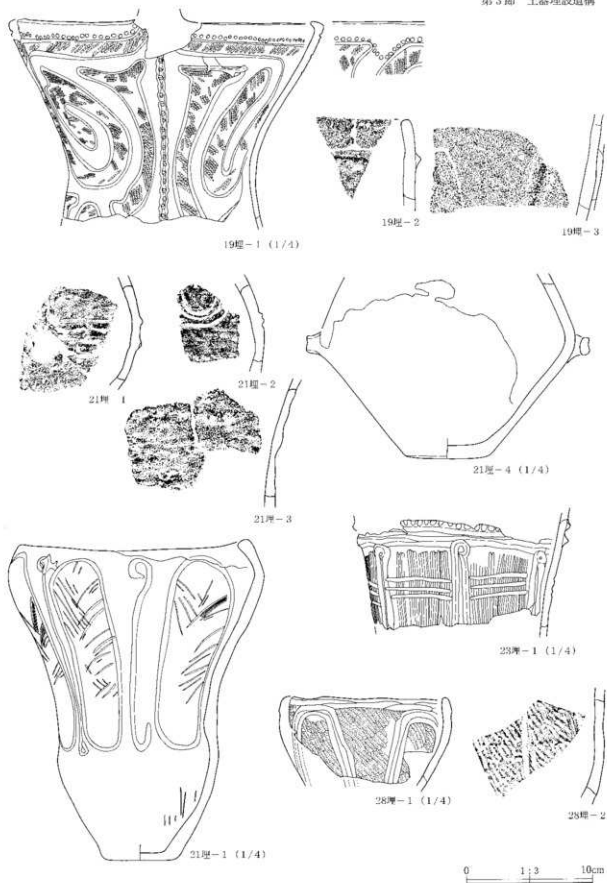 第3節 土器埋設遺構
19埋-1 (1/4)
19埋-2
19埋-3
21埋-1
21埋-2
21埋-3
21埋-4 (1/4)
23埋-1 (1/4)
21埋-1 (1/4)
28埋-1 (1/4)
28埋-2
0 1:3 10cm